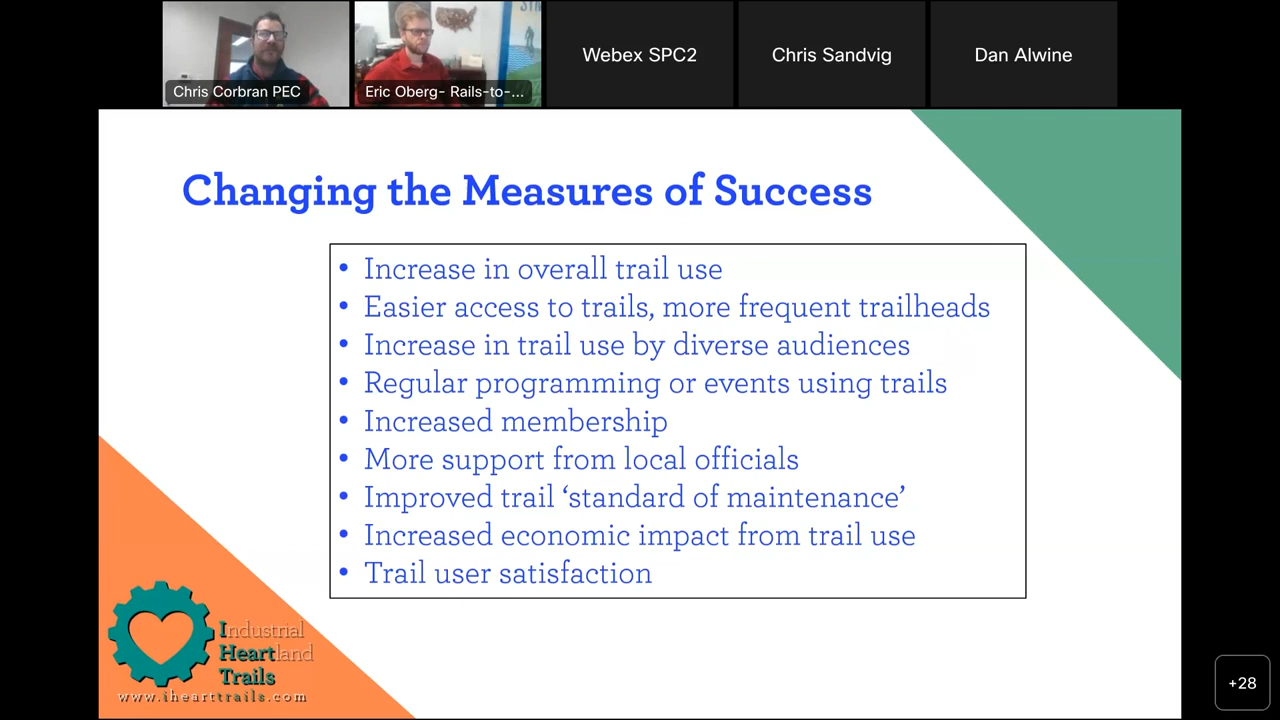 Chris Corbran PEC
Eric Oberg- Rails-to-...
Webex SPC2
Chris Sandvig
Dan Alwine
Changing the Measures of Success
• Increase in overall trail use
• Easier access to trails, more frequent trailheads
• Increase in trail use by diverse audiences
• Regular programming or events using trails
• Increased membership
• More support from local officials
• Improved trail ‘standard of maintenance’
• Increased economic impact from trail use
• Trail user satisfaction
Industrial
Heartland
Trails
www.ihearttrails.com
+28